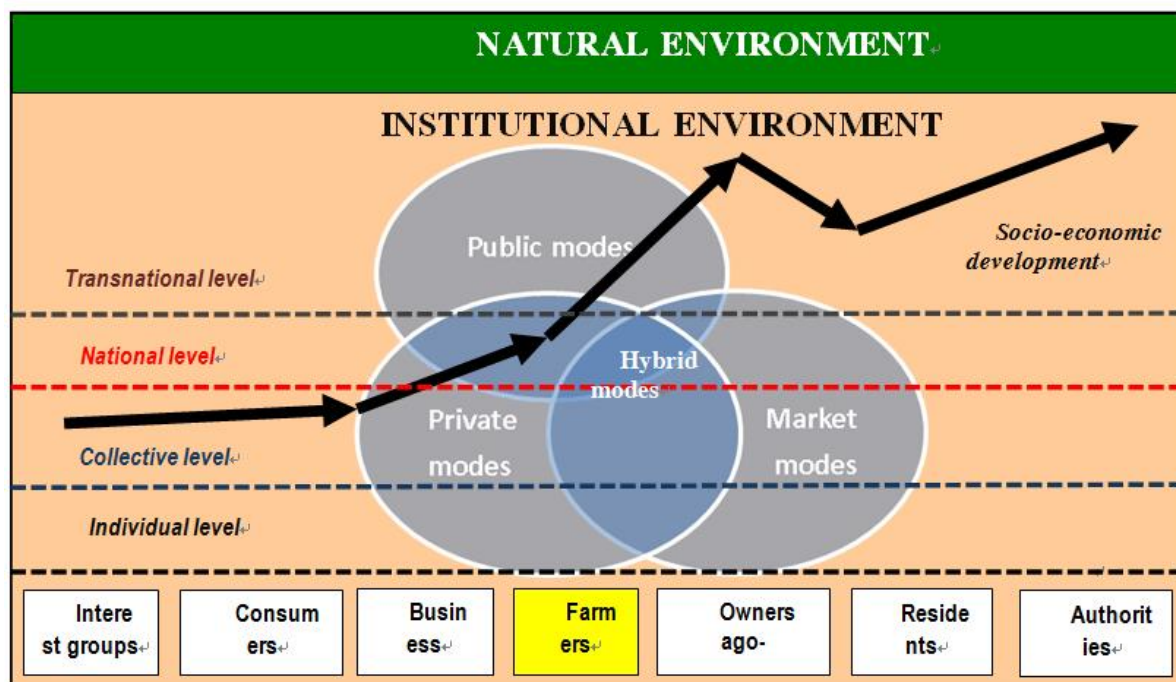 NATURAL ENVIRONMENT
INSTITUTIONAL ENVIRONMENT
Public modes
Socio-economic
development
Transnational level
National level
Hybrid
modes
Private
modes
Market
modes
Collective level
Individual level
Intere
st groups
Consum
ers
Busin
ess
Farm
ers
Owners
ago-
Reside
nts
Authorit
ies